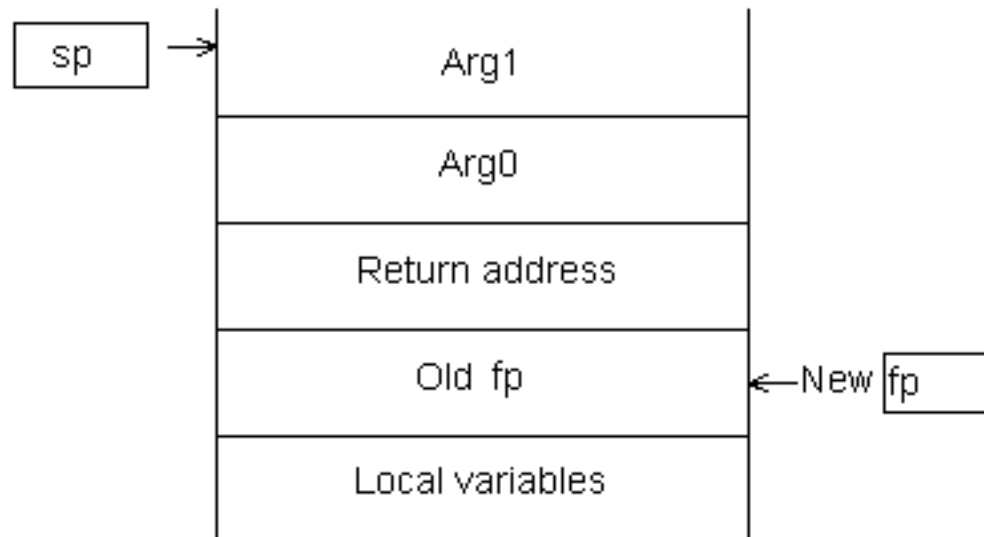 sp
Arg1
Arg0
Return address
Old fp
New fp
Local variables